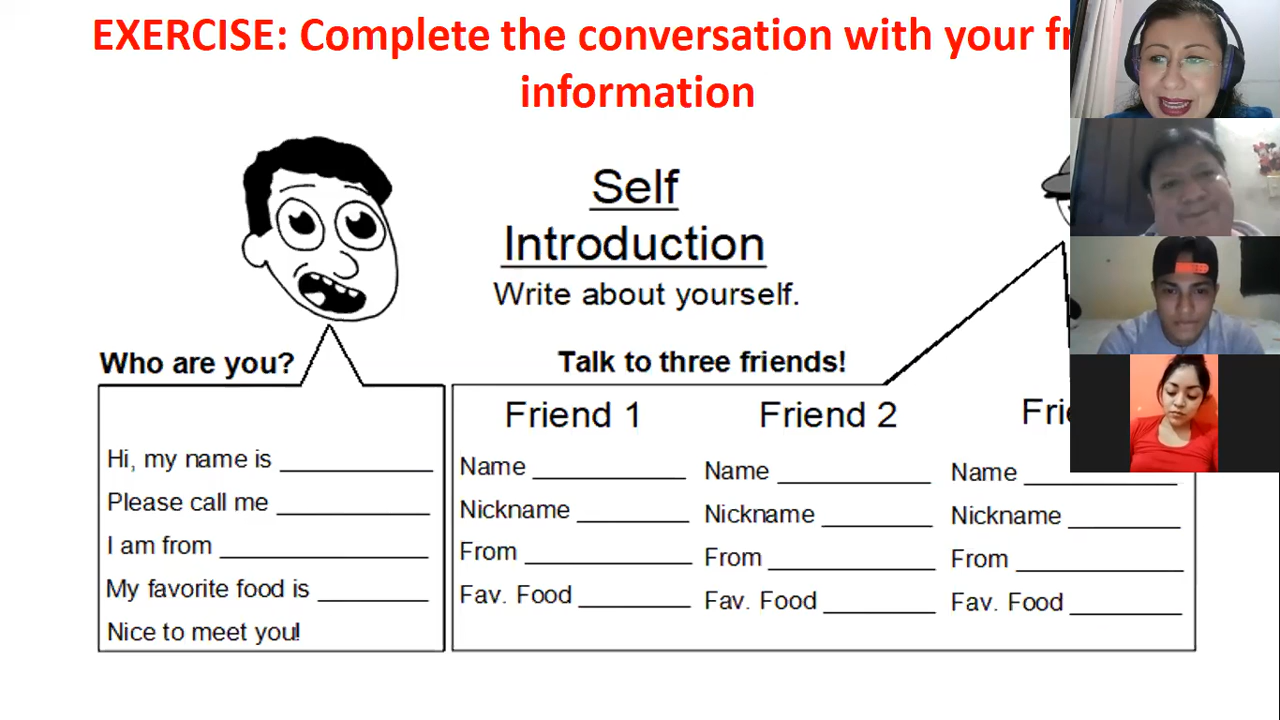 EXERCISE: Complete the conversation with your
information
Self
Introduction
Write about yourself.
Who are you?
Talk to three friends!
Hi, my name is
Please call me
I am from
My favorite food is
Nice to meet you!
Friend 1
Name
Nickname
From
Fav. Food
Friend 2
Name
Nickname
From
Fav. Food
Name
Nickname
From
Fav. Food